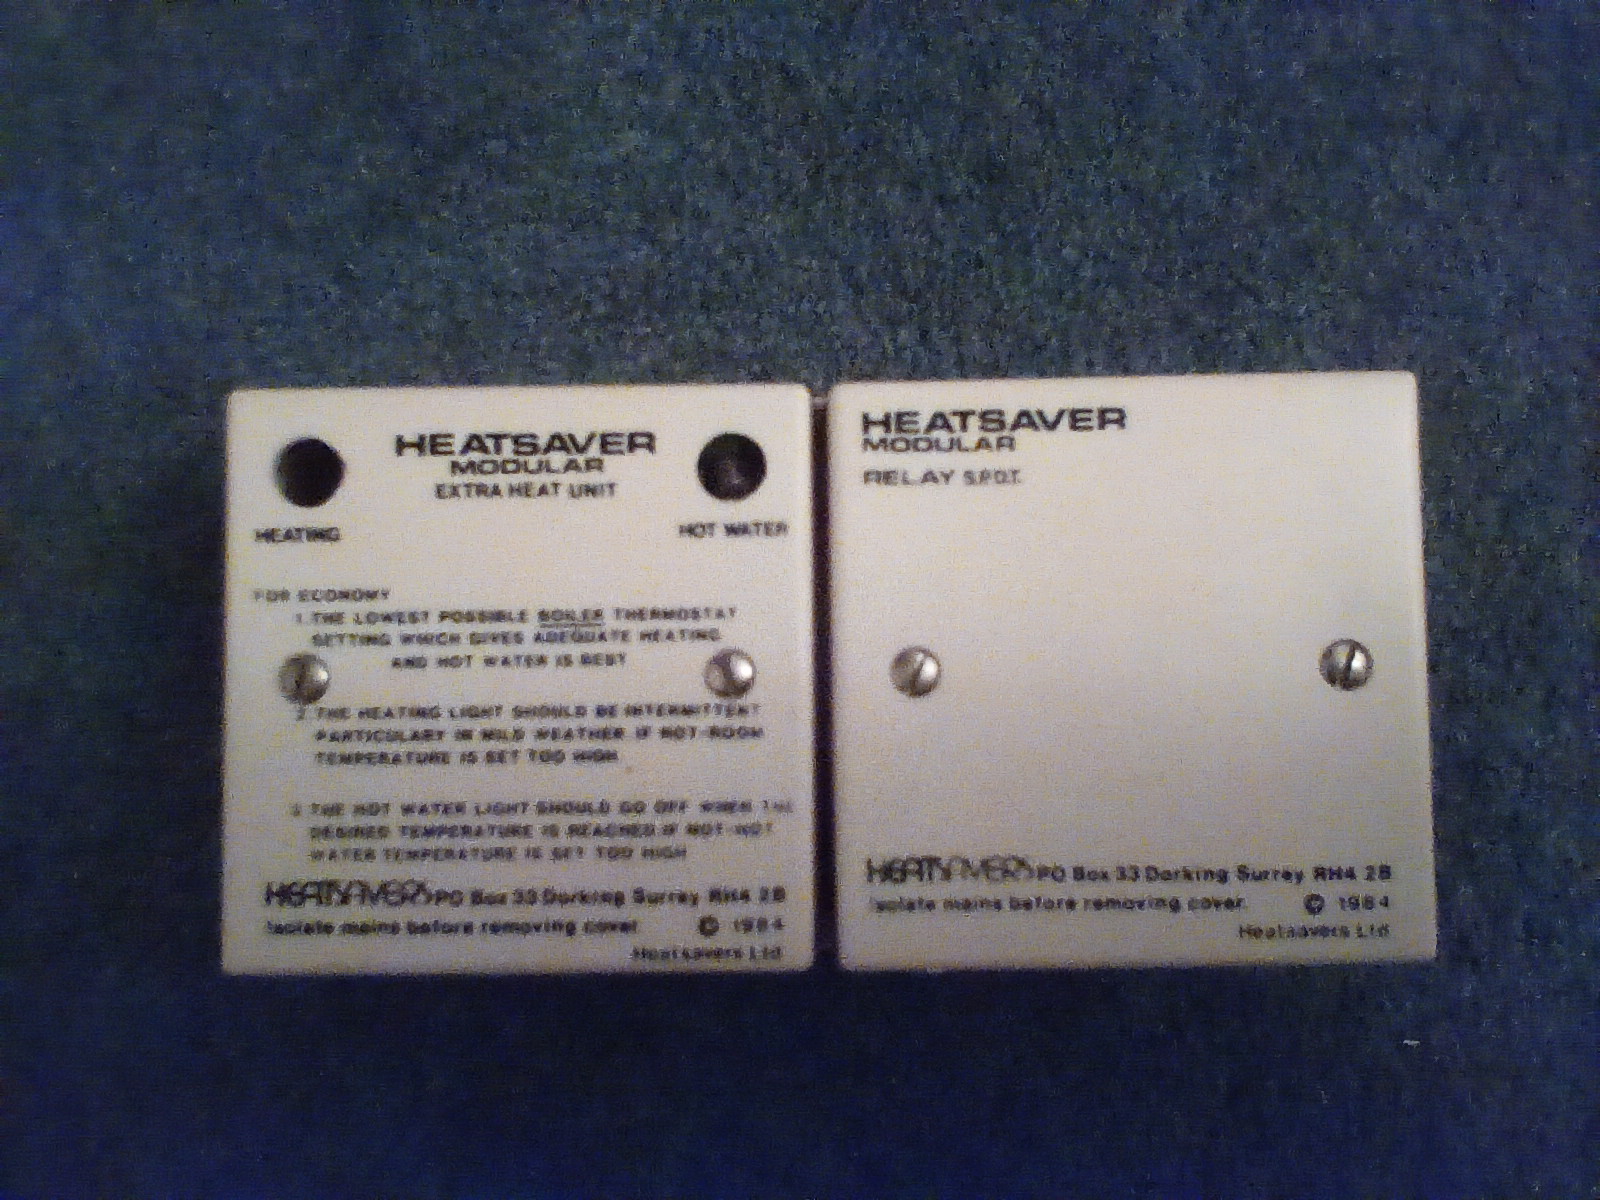 HEATSAVER
MODULAR
EXTRA HEAT UNIT
HEATING
HOT WATER
FOR ECONOMY
1. THE LOWEST POSSIBLE BOILER THERMOSTAT
SETTING WHICH GIVES ADEQUATE HEATING
AND HOT WATER IS BEST
2. THE HEATING LIGHT SHOULD BE INTERMITTENT
PARTICULARY IN MILD WEATHER IF NOT-ROOM
TEMPERATURE IS SET TOO HIGH
3. THE HOT WATER LIGHT SHOULD GO OFF WHEN THE
DESIRED TEMPERATURE IS REACHED IF NOT-HOT
WATER TEMPERATURE IS SET TOO HIGH
HEATSAVERS PO Box 33 Dorking Surrey RH4 2B
Isolate mains before removing cover © 1984
Heatsavers Ltd
HEATSAVER
MODULAR
RELAY S.P.D.T.
HEATSAVERS PO Box 33 Dorking Surrey RH4 2B
Isolate mains before removing cover © 1984
Heatsavers Ltd